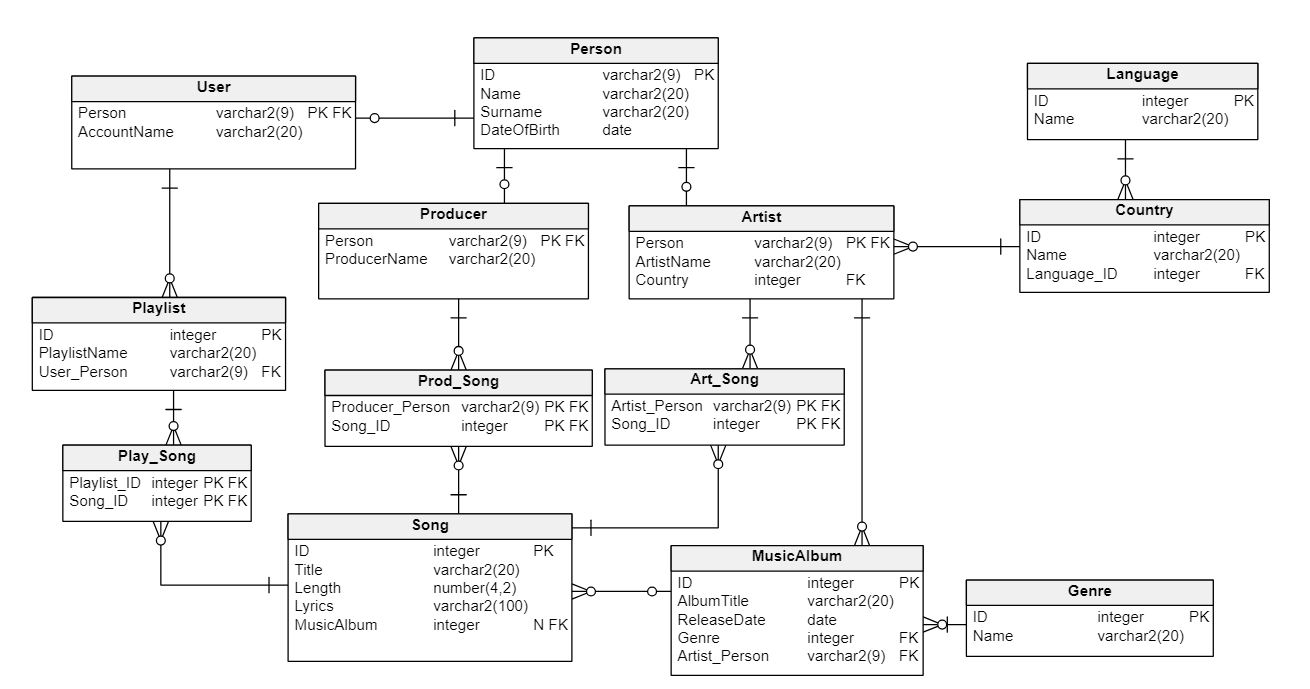 Person
ID varchar2(9) PK
Name varchar2(20)
Surname varchar2(20)
DateOfBirth date
User
Person varchar2(9) PK FK
AccountName varchar2(20)
Language
ID integer PK
Name varchar2(20)
Producer
Person varchar2(9) PK FK
ProducerName varchar2(20)
Artist
Person varchar2(9) PK FK
ArtistName varchar2(20)
Country integer FK
Country
ID integer PK
Name varchar2(20)
Language_ID integer FK
Playlist
ID integer PK
PlaylistName varchar2(20)
User_Person varchar2(9) FK
Prod_Song
Producer_Person varchar2(9) PK FK
Song_ID integer PK FK
Art_Song
Artist_Person varchar2(9) PK FK
Song_ID integer PK FK
Play_Song
Playlist_ID integer PK FK
Song_ID integer PK FK
Song
ID integer PK
Title varchar2(20)
Length number(4,2)
Lyrics varchar2(100)
MusicAlbum integer N FK
MusicAlbum
ID integer PK
AlbumTitle varchar2(20)
ReleaseDate date
Genre integer FK
Artist_Person varchar2(9) FK
Genre
ID integer PK
Name varchar2(20)